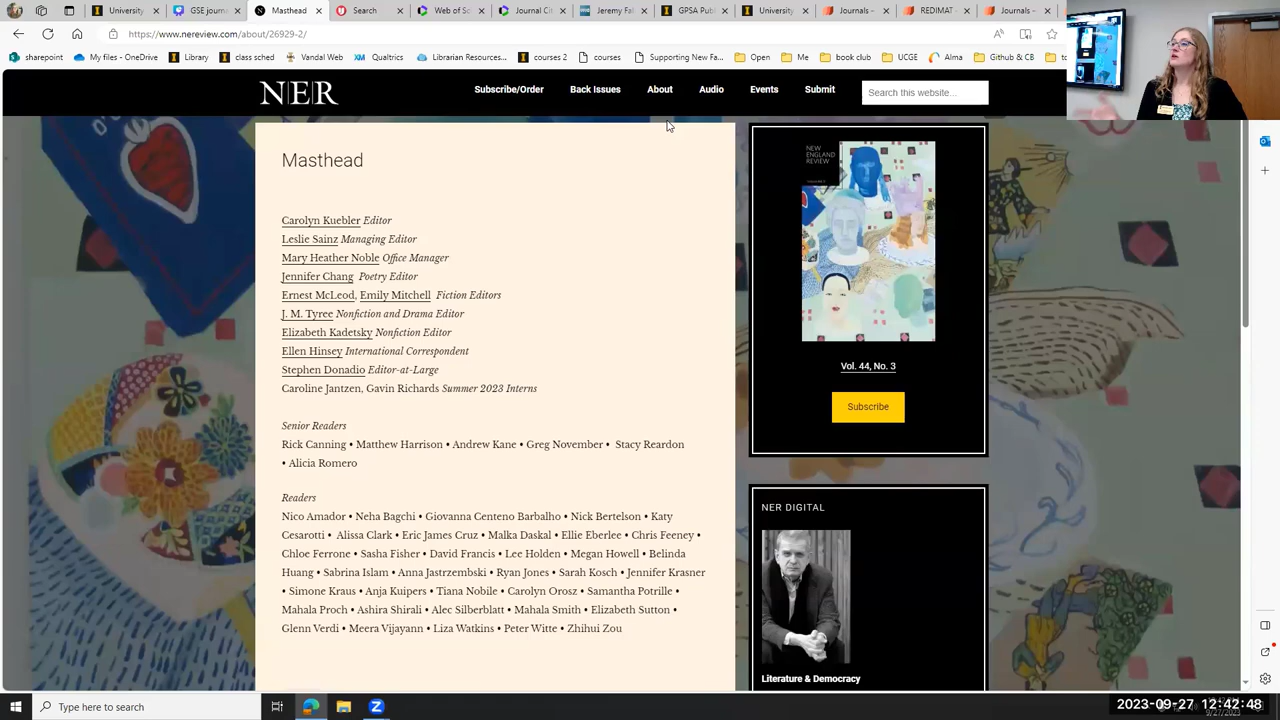 University
GSE journal
Masthead
Search
Web of Sc
Journal Cit
Jeremy Fal
GPSA Pub
University
Journals –
REDIMAT –
Journals –
https://www.nereview.com/about/26929-2/
sharepoint
My files - OneDrive
Library
class sched
Vandal Web
Qualtrics
Librarian Resources...
courses 2
courses
Supporting New Fa...
Open
Me
book club
UCGE
Alma
Github & CB
NER
Subscribe/Order
Back Issues
About
Audio
Events
Submit
Search this website...
Masthead
Carolyn Kuebler Editor
Leslie Sainz Managing Editor
Mary Heather Noble Office Manager
Jennifer Chang Poetry Editor
Ernest McLeod, Emily Mitchell Fiction Editors
J. M. Tyree Nonfiction and Drama Editor
Elizabeth Kadetsky Nonfiction Editor
Ellen Hinsey International Correspondent
Stephen Donadio Editor-at-Large
Caroline Jantzen, Gavin Richards Summer 2023 Interns
Senior Readers
Rick Canning • Matthew Harrison • Andrew Kane • Greg November • Stacy Reardon
• Alicia Romero
Readers
Nico Amador • Neha Bagchi • Giovanna Centeno Barbalho • Nick Bertelson • Katy
Cesarotti • Alissa Clark • Eric James Cruz • Malka Daskal • Ellie Eberlee • Chris Feeney •
Chloe Ferrone • Sasha Fisher • David Francis • Lee Holden • Megan Howell • Belinda
Huang • Sabrina Islam • Anna Jastrzembski • Ryan Jones • Sarah Kosch • Jennifer Krasner
• Simone Kraus • Anja Kuipers • Tiana Nobile • Carolyn Orosz • Samantha Potrille •
Mahala Proch • Ashira Shirali • Alec Silberblatt • Mahala Smith • Elizabeth Sutton •
Glenn Verdi • Meera Vijayann • Liza Watkins • Peter Witte • Zhihui Zou
NEW
ENGLAND
REVIEW
Vol. 44, No. 3
Subscribe
NER DIGITAL
Literature & Democracy
Type here to search
2023-09-27 12:42:48